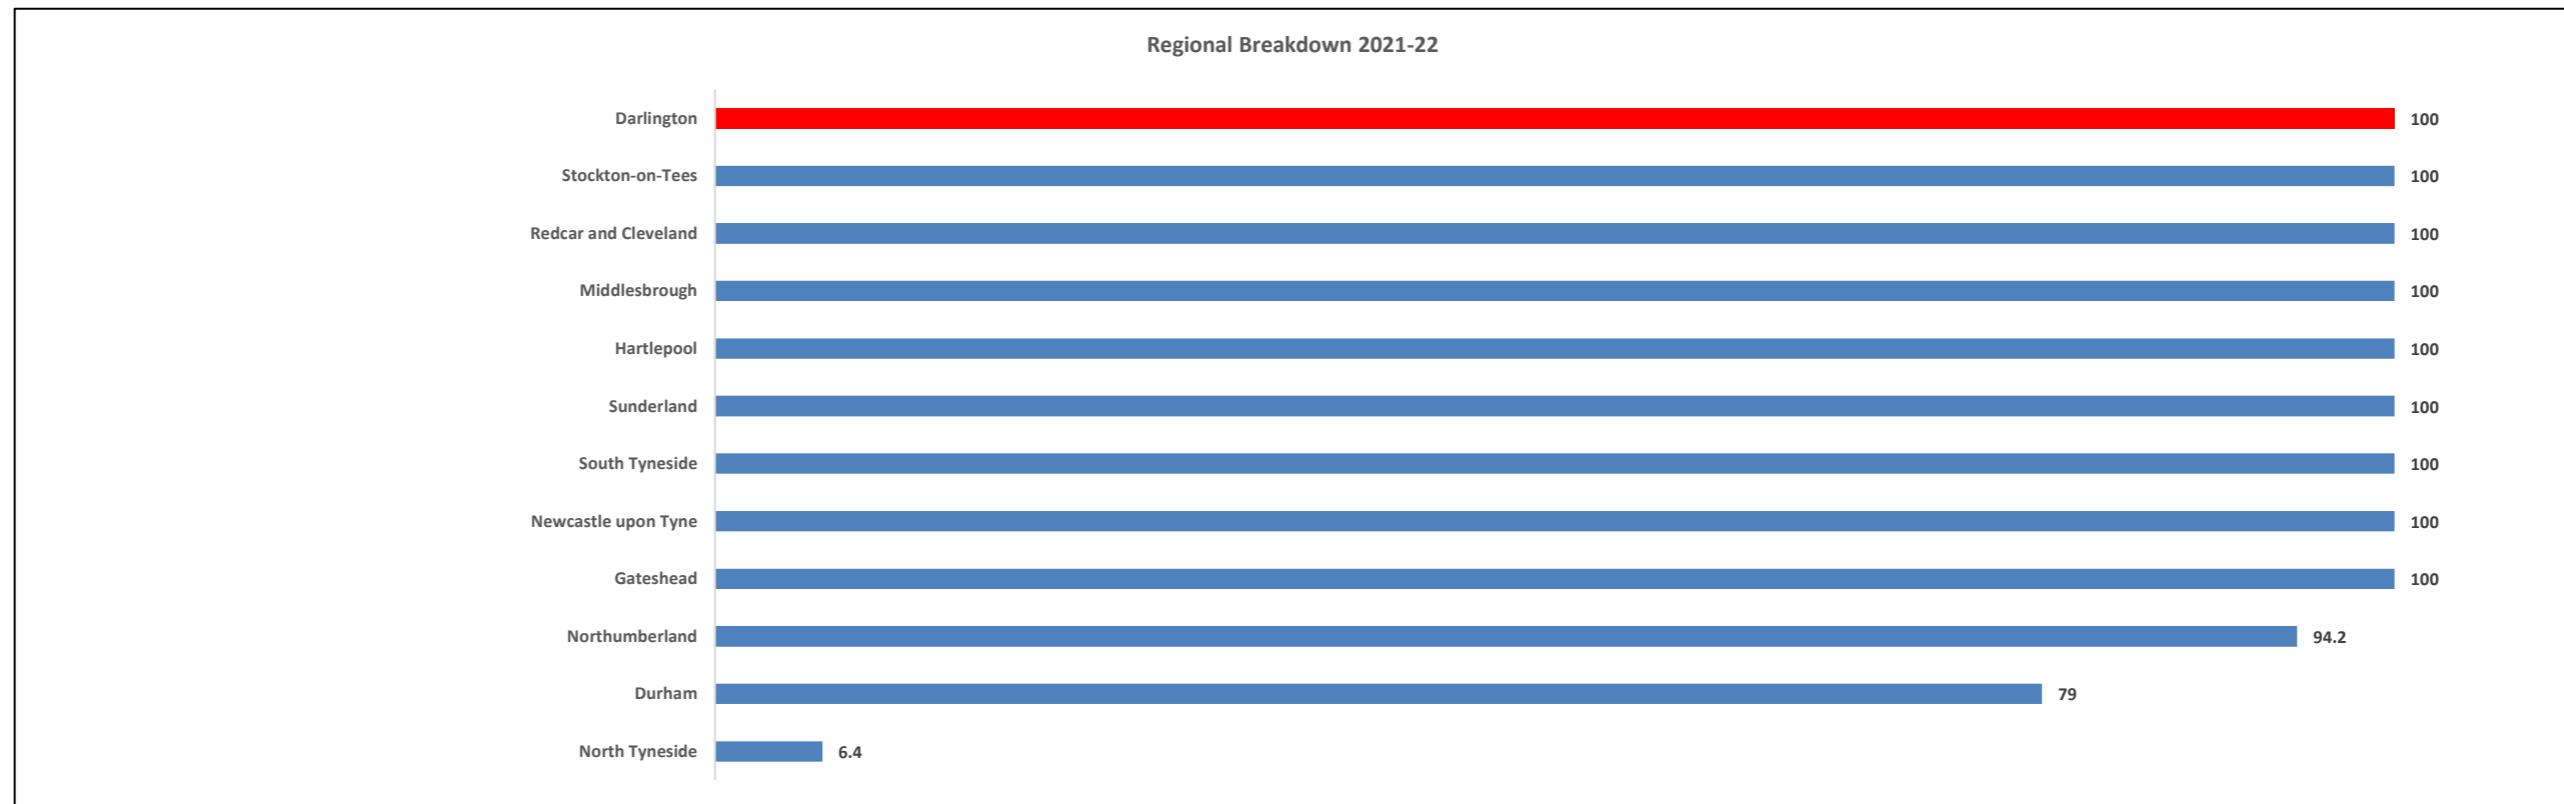 Regional Breakdown 2021-22
Darlington 100
Stockton-on-Tees 100
Redcar and Cleveland 100
Middlesbrough 100
Hartlepool 100
Sunderland 100
South Tyneside 100
Newcastle upon Tyne 100
Gateshead 100
Northumberland 94.2
Durham 79
North Tyneside 6.4